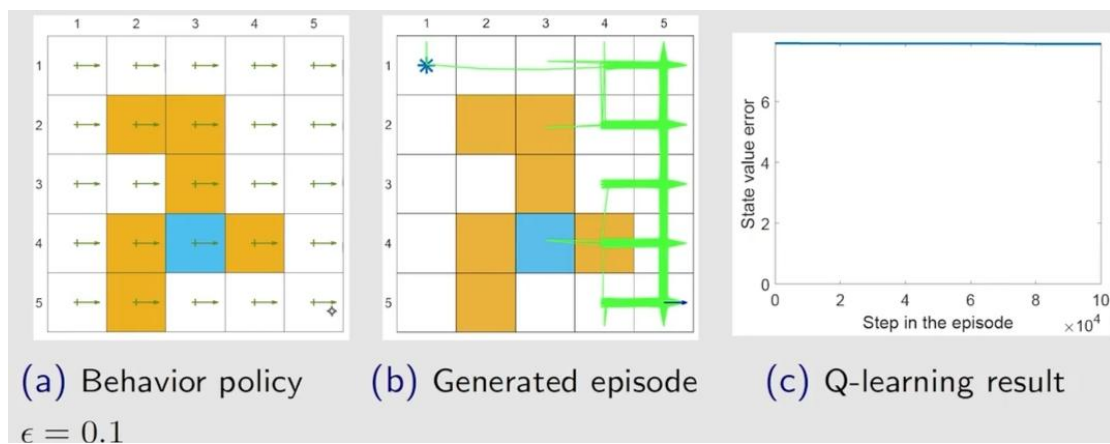 1 2 3 4 5
1
2
3
4
5
1 2 3 4 5
1
2
3
4
5
State value error
6
4
2
0
0 2 4 6 8 10
Step in the episode ×10⁴
(a) Behavior policy
(b) Generated episode
(c) Q-learning result
ϵ = 0.1